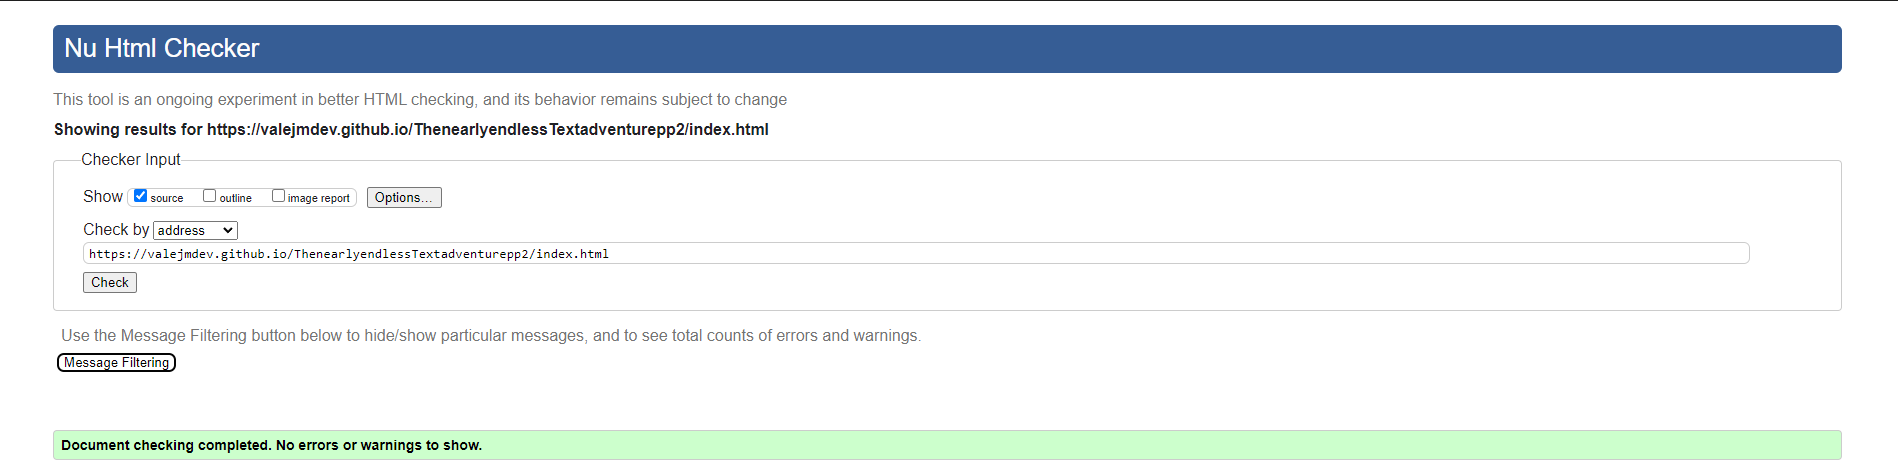 Nu Html Checker
This tool is an ongoing experiment in better HTML checking, and its behavior remains subject to change
Showing results for https://valejmdev.github.io/ThenearlyendlessTextadventurepp2/index.html
Checker Input
Show source outline image report Options...
Check by address
https://valejmdev.github.io/ThenearlyendlessTextadventurepp2/index.html
Check
Use the Message Filtering button below to hide/show particular messages, and to see total counts of errors and warnings.
Message Filtering
Document checking completed. No errors or warnings to show.